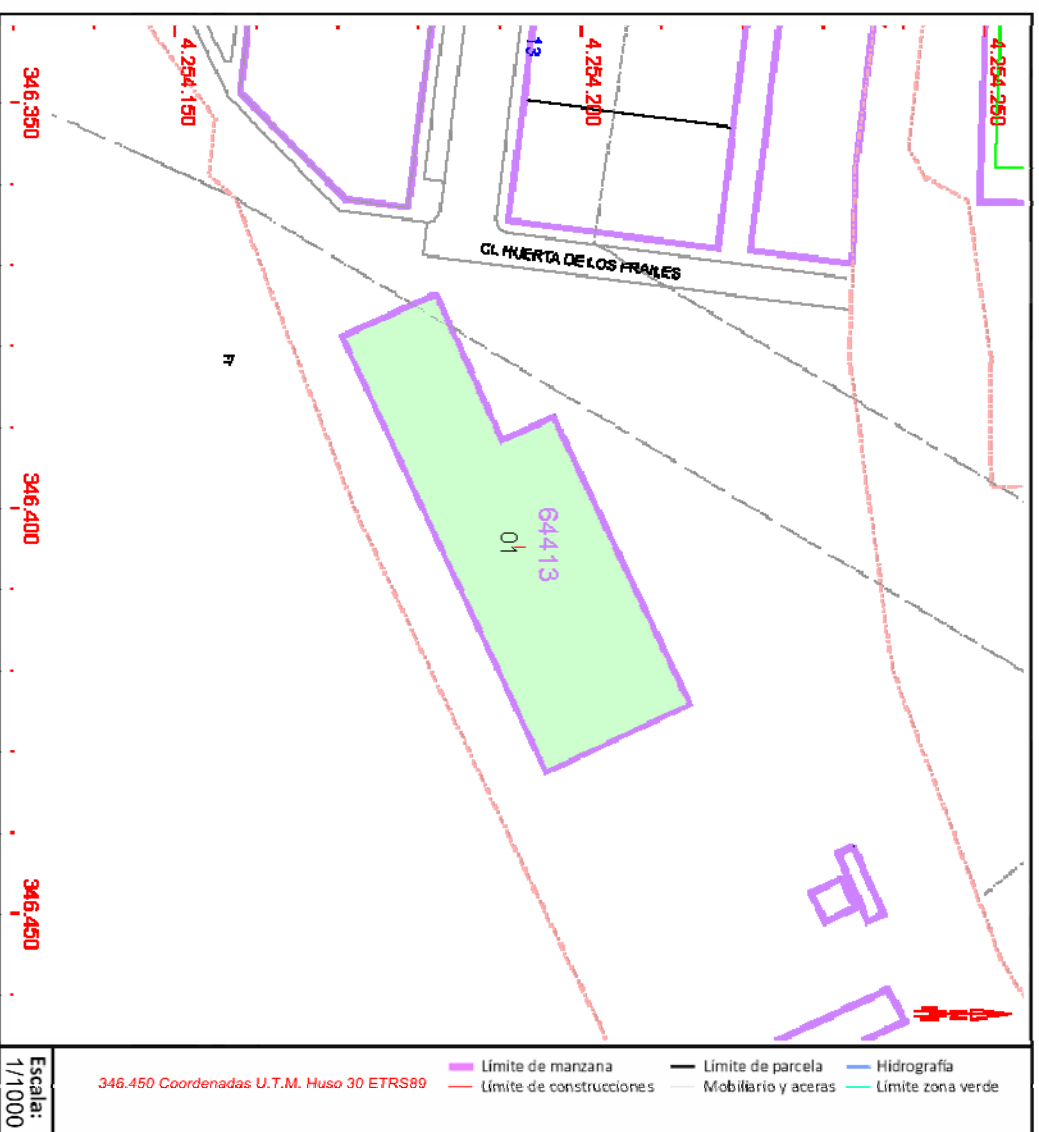 4.254.150
4.254.200
4.254.250
13
346.350
CL HUERTA DE LOS FRAILES
346.400
64413
01
346.450
Escala:
1/1000
346.450 Coordenadas U.T.M. Huso 30 ETRS89
Límite de manzana
Límite de construcciones
Límite de parcela
Mobiliario y aceras
Hidrografía
Límite zona verde